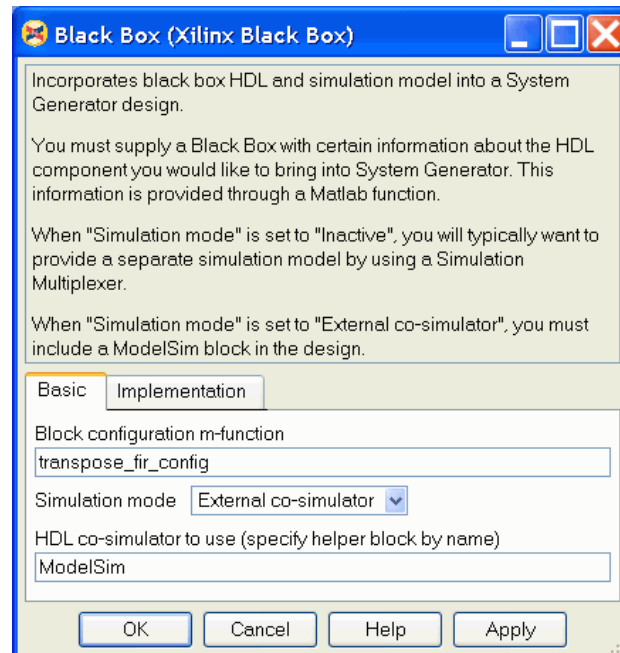 Black Box (Xilinx Black Box)
Incorporates black box HDL and simulation model into a System
Generator design.
You must supply a Black Box with certain information about the HDL
component you would like to bring into System Generator. This
information is provided through a Matlab function.
When "Simulation mode" is set to "Inactive", you will typically want to
provide a separate simulation model by using a Simulation
Multiplexer.
When "Simulation mode" is set to "External co-simulator", you must
include a ModelSim block in the design.
Basic Implementation
Block configuration m-function
transpose_fir_config
Simulation mode External co-simulator
HDL co-simulator to use (specify helper block by name)
ModelSim
OK Cancel Help Apply